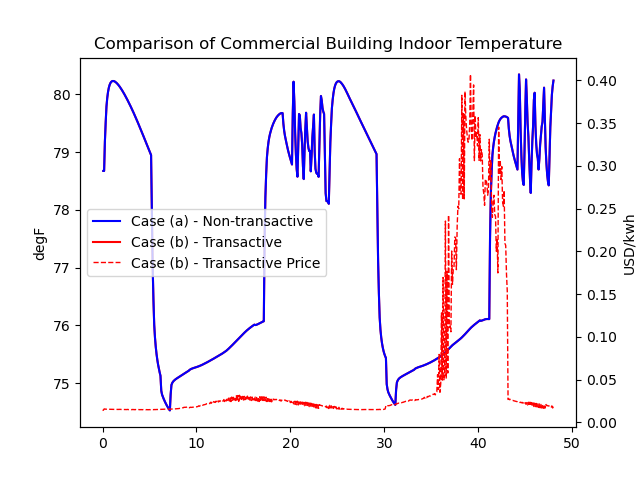 Comparison of Commercial Building Indoor Temperature
80
79
78
77
76
75
degF
0.40
0.35
0.30
0.25
0.20
0.15
0.10
0.05
0.00
USD/kwh
Case (a) - Non-transactive
Case (b) - Transactive
Case (b) - Transactive Price
0 10 20 30 40 50